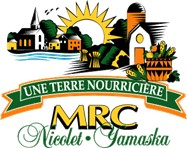 UNE TERRE NOURRICIÈRE
MRC
Nicolet • Yamaska